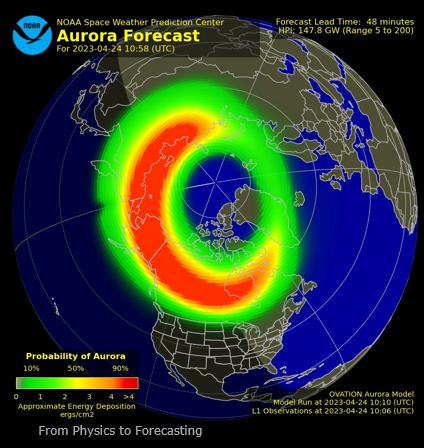 NOAA
NOAA Space Weather Prediction Center
Aurora Forecast
For 2023-04-24 10:58 (UTC)
Forecast Lead Time: 48 minutes
HPI: 147.8 GW (Range 5 to 200)
Probability of Aurora
10% 50% 90%
0 1 2 3 4 >4
Approximate Energy Deposition
ergs/cm2
OVATION Aurora Model
Model Run at 2023-04-24 10:10 (UTC)
L1 Observations at 2023-04-24 10:06 (UTC)
From Physics to Forecasting